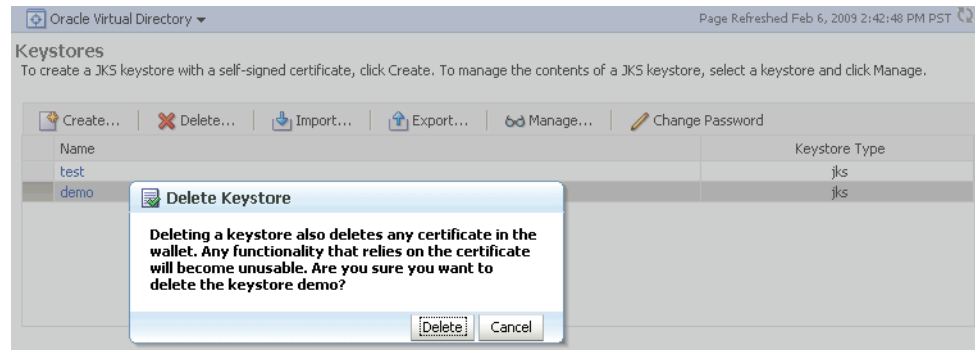 Oracle Virtual Directory
Page Refreshed Feb 6, 2009 2:42:48 PM PST
Keystores
To create a JKS keystore with a self-signed certificate, click Create. To manage the contents of a JKS keystore, select a keystore and click Manage.
Create... Delete... Import... Export... Manage... Change Password
Name Keystore Type
test jks
demo jks
Delete Keystore
Deleting a keystore also deletes any certificate in the
wallet. Any functionality that relies on the certificate
will become unusable. Are you sure you want to
delete the keystore demo?
Delete Cancel